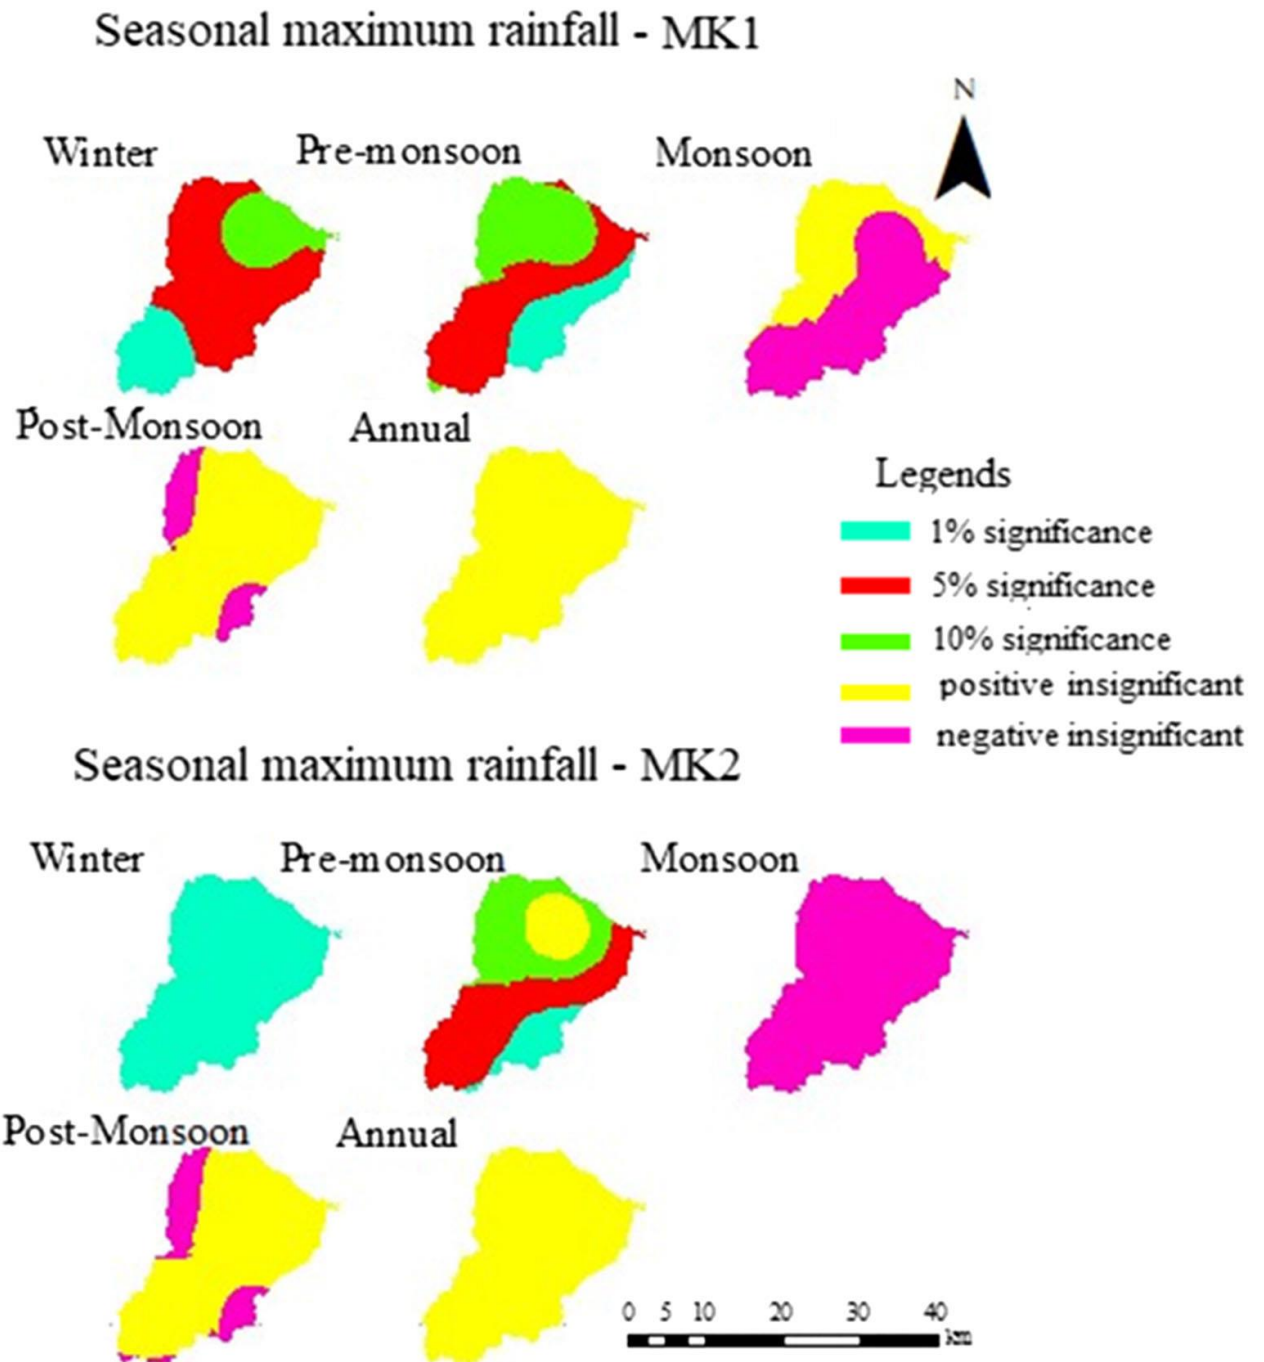 Seasonal maximum rainfall - MK1
N
Winter
Pre-monsoon
Monsoon
Post-Monsoon
Annual
Legends
1% significance
5% significance
10% significance
positive insignificant
negative insignificant
Seasonal maximum rainfall - MK2
Winter
Pre-monsoon
Monsoon
Post-Monsoon
Annual
0 5 10 20 30 40
km